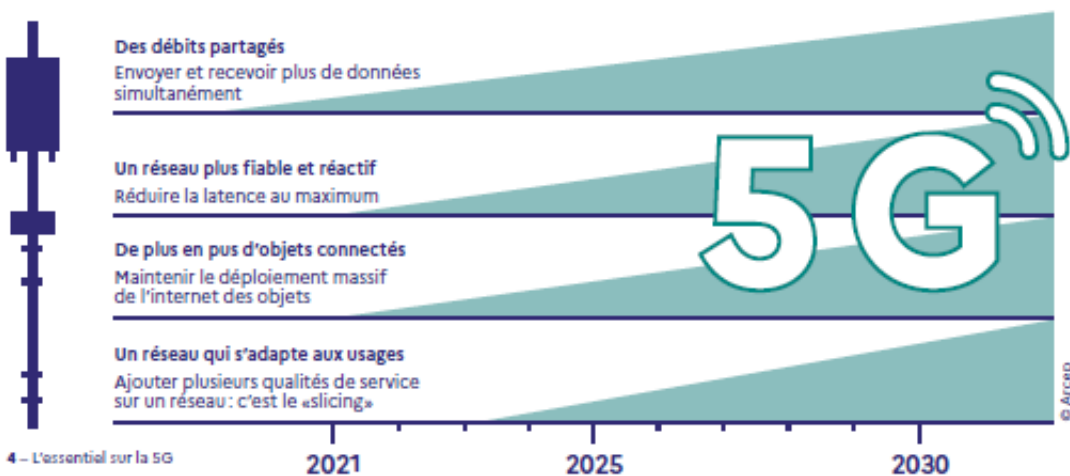 Des débits partagés
Envoyer et recevoir plus de données
simultanément
Un réseau plus fiable et réactif
Réduire la latence au maximum
De plus en pus d'objets connectés
Maintenir le déploiement massif
de l'internet des objets
Un réseau qui s'adapte aux usages
Ajouter plusieurs qualités de service
sur un réseau : c'est le «slicing»
5G
© Arcep
4 – L'essentiel sur la 5G
2021
2025
2030